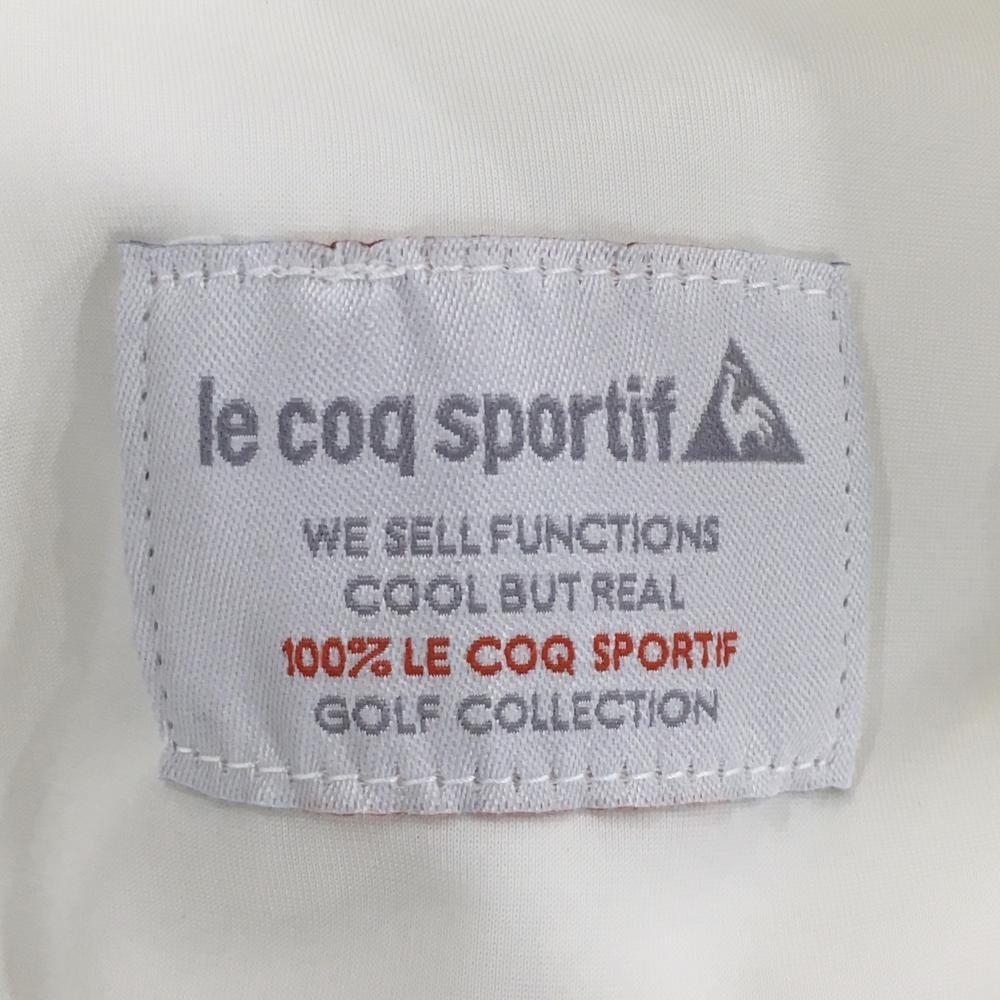 le coq sportif
WE SELL FUNCTIONS
COOL BUT REAL
100% LE COQ SPORTIF
GOLF COLLECTION